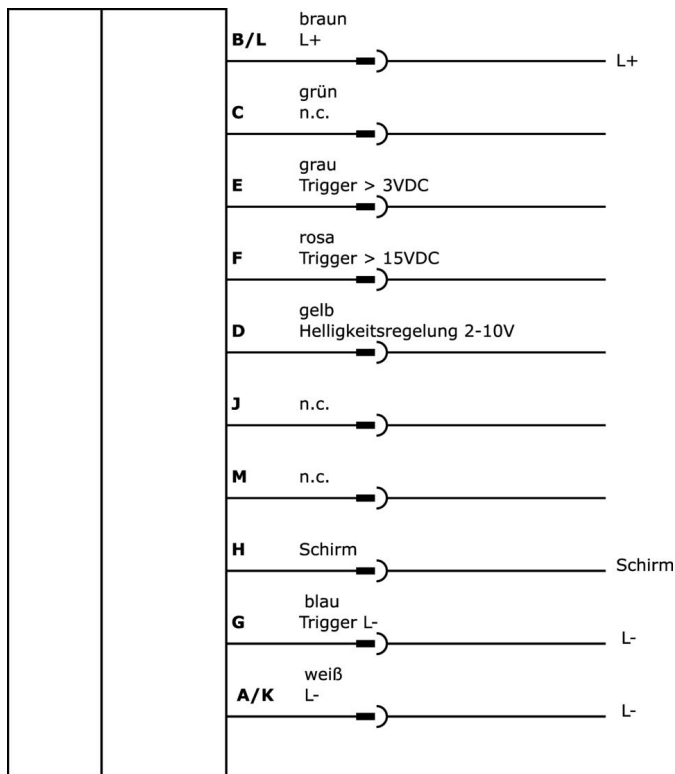 braun
B/L L+
L+
grün
C n.c.
grau
E Trigger > 3VDC
rosa
F Trigger > 15VDC
gelb
D Helligkeitsregelung 2-10V
J n.c.
M n.c.
H Schirm
Schirm
blau
G Trigger L-
L-
weiß
A/K L-
L-